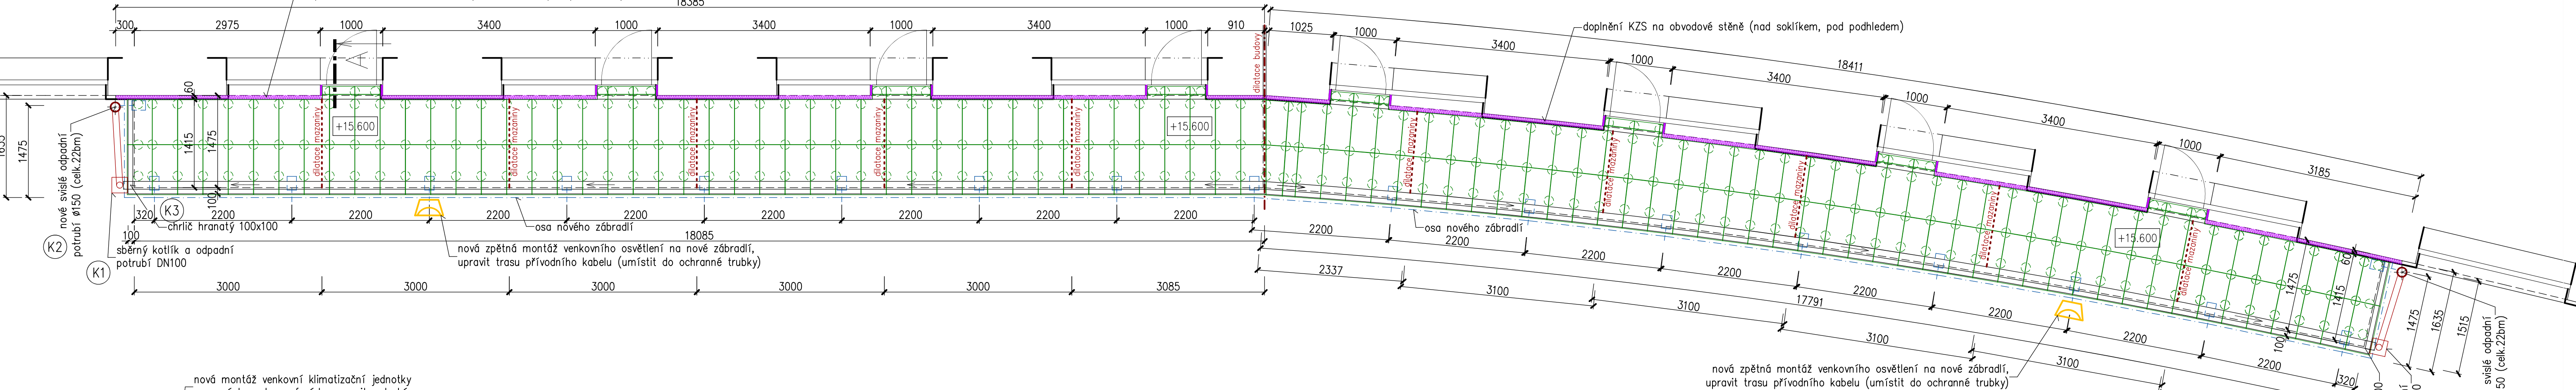 18385
300
2975
1000
3400
1000
3400
1000
3400
1000
910
1025
1000
3400
1000
3400
1000
3400
1000
3185
18411
doplnění KZS na obvodové stěně (nad soklíkem, pod podhledem)
dilatace budovy
A
60
1475
1415
1475
100
+15.600
+15.600
+15.600
dilatace mazaniny
dilatace mazaniny
dilatace mazaniny
dilatace mazaniny
dilatace mazaniny
dilatace mazaniny
dilatace mazaniny
dilatace mazaniny
dilatace mazaniny
dilatace mazaniny
nové svislé odpadní
potrubí ø150 (celk.22bm)
K2
K3
K1
chrlič hranatý 100x100
sběrný kotlík a odpadní
potrubí DN100
320
2200
2200
2200
2200
2200
2200
2200
2200
100
18085
osa nového zábradlí
nová zpětná montáž venkovního osvětlení na nové zábradlí,
upravit trasu přívodního kabelu (umístit do ochranné trubky)
3000
3000
3000
3000
3000
3085
osa nového zábradlí
2200
2200
2200
2200
2200
2200
2200
2200
320
17791
2337
3100
3100
3100
3100
60
1475
1415
100
1475
1635
1515
svislé odpadní
50 (celk.22bm)
nová zpětná montáž venkovního osvětlení na nové zábradlí,
upravit trasu přívodního kabelu (umístit do ochranné trubky)
nová montáž venkovní klimatizační jednotky